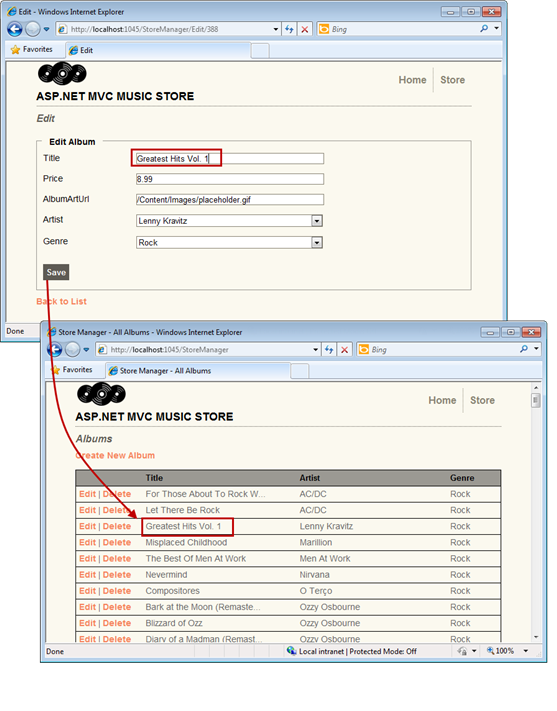 Edit - Windows Internet Explorer
http://localhost:1045/StoreManager/Edit/388
Bing
Favorites
Edit
Home
Store
ASP.NET MVC MUSIC STORE
Edit
Edit Album
Title Greatest Hits Vol. 1
Price 8.99
AlbumArtUrl /Content/Images/placeholder.gif
Artist Lenny Kravitz
Genre Rock
Save
Back to List
Done
Store Manager - All Albums - Windows Internet Explorer
http://localhost:1045/StoreManager
Bing
Favorites
Store Manager - All Albums
Home
Store
ASP.NET MVC MUSIC STORE
Albums
Create New Album
Title Artist Genre
Edit | Delete For Those About To Rock W... AC/DC Rock
Edit | Delete Let There Be Rock AC/DC Rock
Edit | Delete Greatest Hits Vol. 1 Lenny Kravitz Rock
Edit | Delete Misplaced Childhood Marillion Rock
Edit | Delete The Best Of Men At Work Men At Work Rock
Edit | Delete Nevermind Nirvana Rock
Edit | Delete Compositores O Terço Rock
Edit | Delete Bark at the Moon (Remaste... Ozzy Osbourne Rock
Edit | Delete Blizzard of Ozz Ozzy Osbourne Rock
Edit | Delete Diary of a Madman (Remast... Ozzy Osbourne Rock
Done
Local intranet | Protected Mode: Off
100%